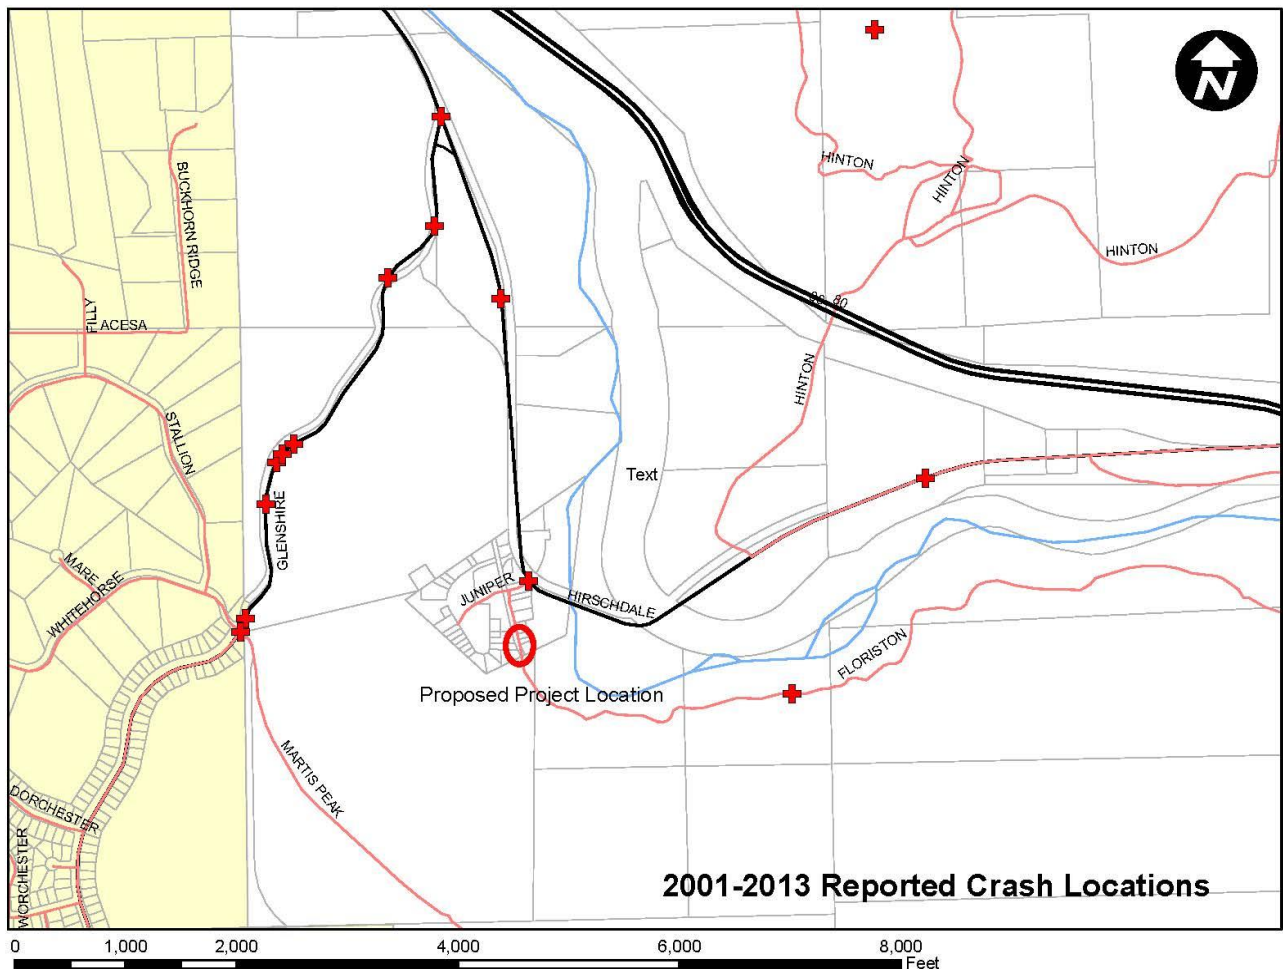 N
HINTON
HINTON
HINTON
BUCKHORN RIDGE
80 80
FILLY
ACESA
HINTON
STALLION
Text
GLENSHIRE
MARE
WHITEHORSE
JUNIPER
HIRSCHDALE
FLORISTON
Proposed Project Location
MARTIS PEAK
DORCHESTER
WORCHESTER
2001-2013 Reported Crash Locations
0 1,000 2,000 4,000 6,000 8,000
Feet